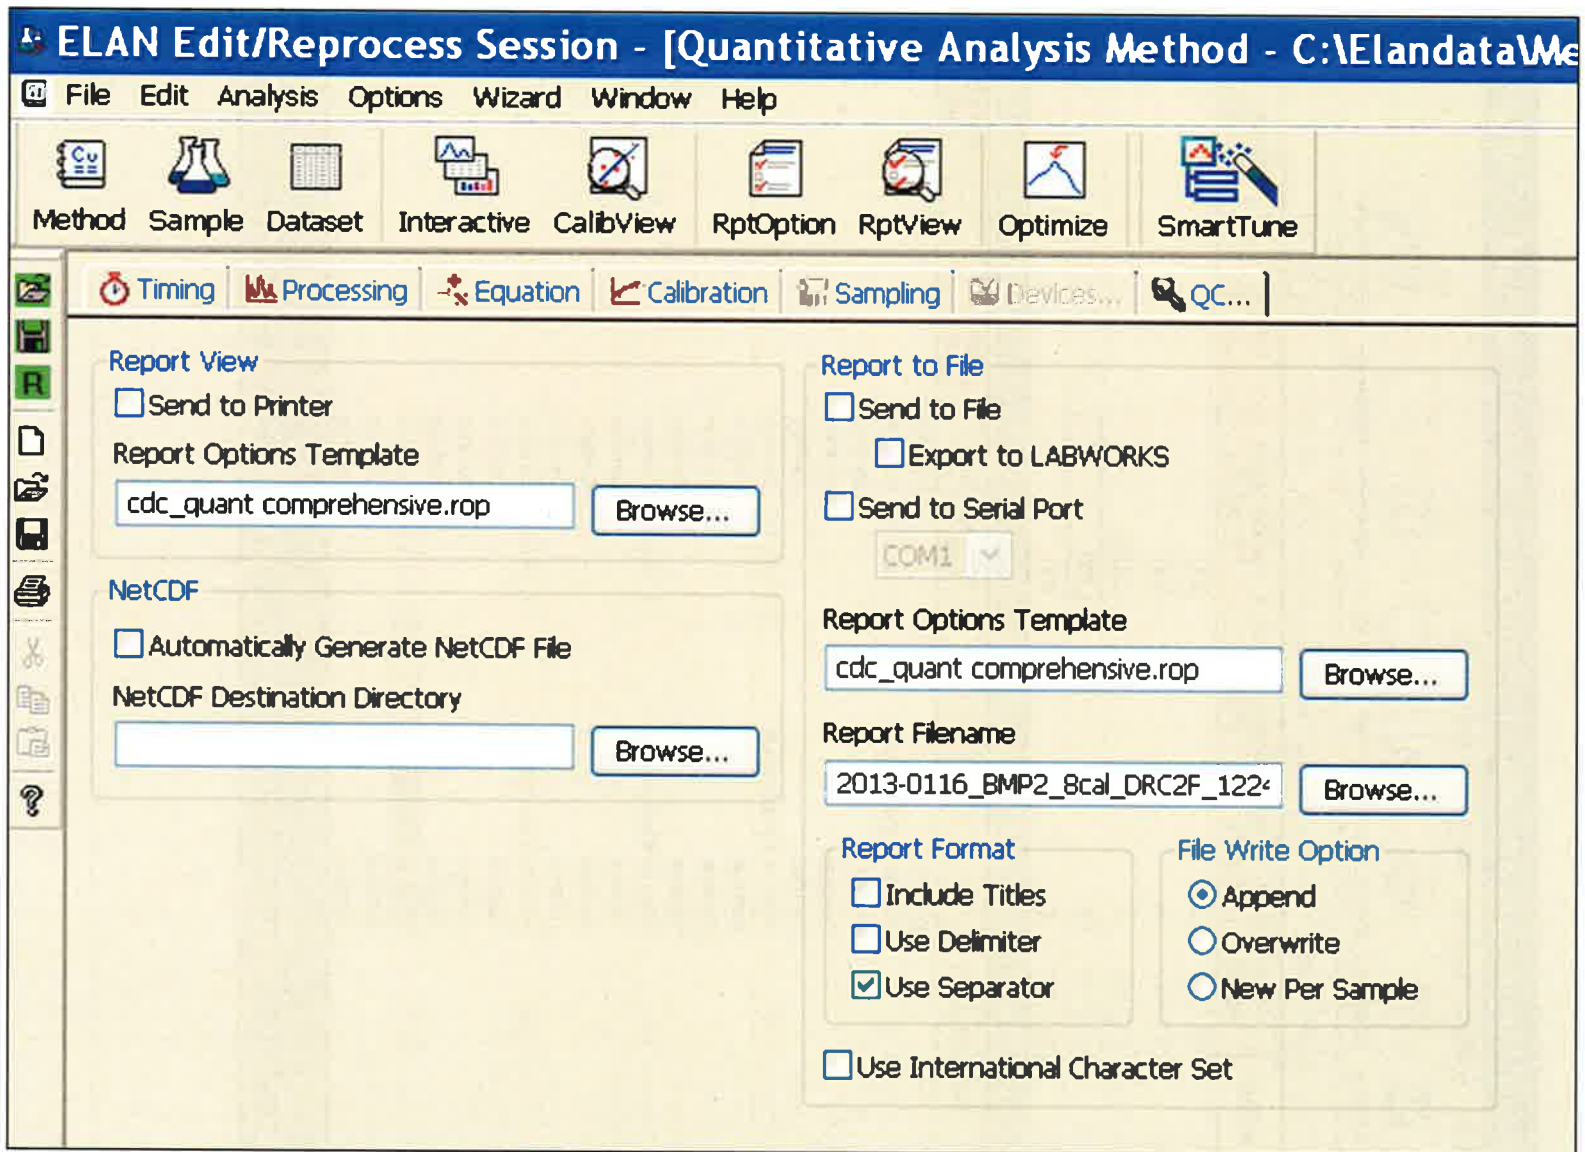 ELAN Edit/Reprocess Session - [Quantitative Analysis Method - C:\Elandata\Me
File Edit Analysis Options Wizard Window Help
Method Sample Dataset Interactive CalibView RptOption RptView Optimize SmartTune
Timing Processing Equation Calibration Sampling Devices... QC...
Report View
Send to Printer
Report Options Template
cdc_quant comprehensive.rop Browse...
NetCDF
Automatically Generate NetCDF File
NetCDF Destination Directory
Browse...
Report to File
Send to File
Export to LABWORKS
Send to Serial Port
COM1
Report Options Template
cdc_quant comprehensive.rop Browse...
Report Filename
2013-0116_BMP2_8cal_DRC2F_122 Browse...
Report Format
Include Titles
Use Delimiter
Use Separator
File Write Option
Append
Overwrite
New Per Sample
Use International Character Set